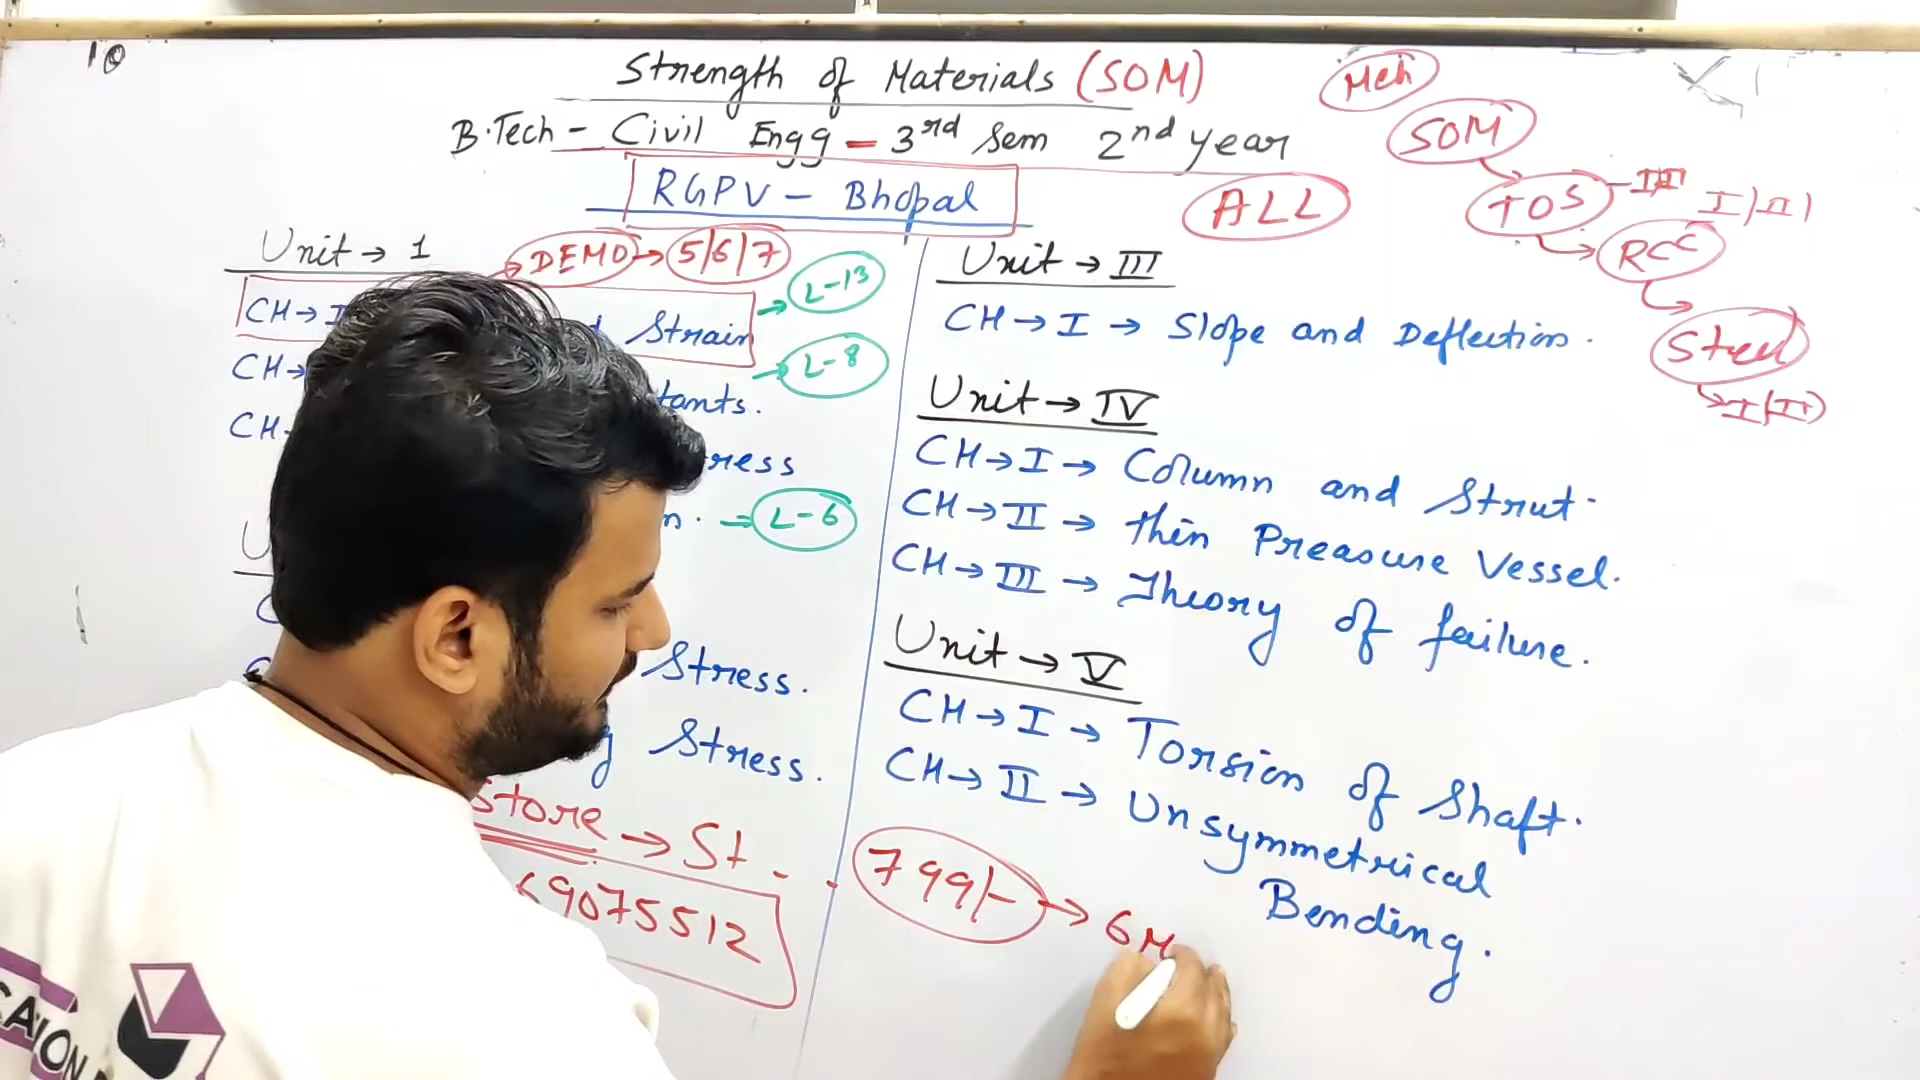 Strength of Materials (SOM)
B.Tech - Civil Engg - 3rd Sem 2nd year
RGPV - Bhopal
ALL
Meh
SOM
TOS
I|II|
RCC
Steel
I|II|
Unit → 1
DEMO → 5/6/7
CH → I
Strain → L-13
CH →
tants. → L-8
CH
ress
n. → L-6
U
Stress.
g Stress.
Store → St
9075512
Unit → III
CH → I → Slope and Deflection.
Unit → IV
CH → I → Column and Strut.
CH → II → thin Preasure Vessel.
CH → III → Theory of failure.
Unit → V
CH → I → Torsion of Shaft.
CH → II → Unsymmetrical
Bending.
799/- → 6M